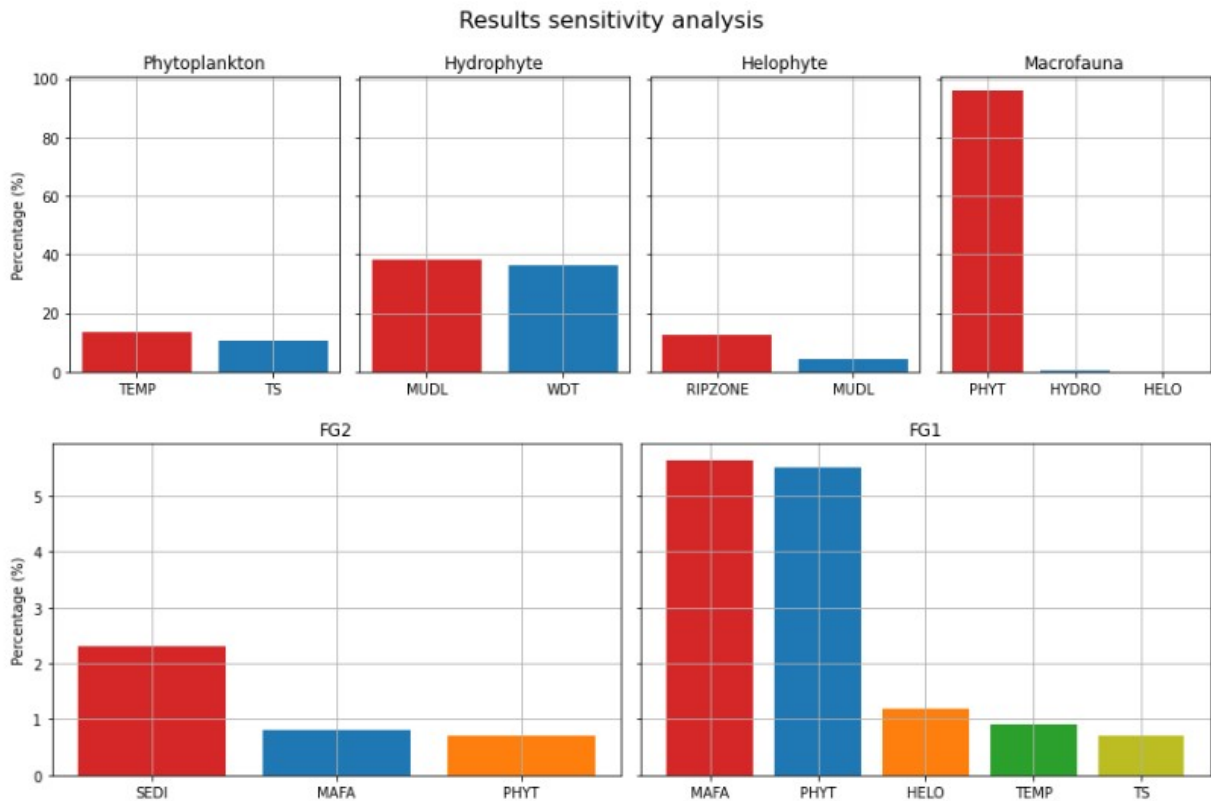 Results sensitivity analysis
Phytoplankton Hydrophyte Helophyte Macrofauna
100
80
60
40
20
0
Percentage (%)
TEMP TS MUDL WDT RIPZONE MUDL PHYT HYDRO HELO
FG2 FG1
5
4
3
2
1
0
Percentage (%)
SEDI MAFA PHYT MAFA PHYT HELO TEMP TS